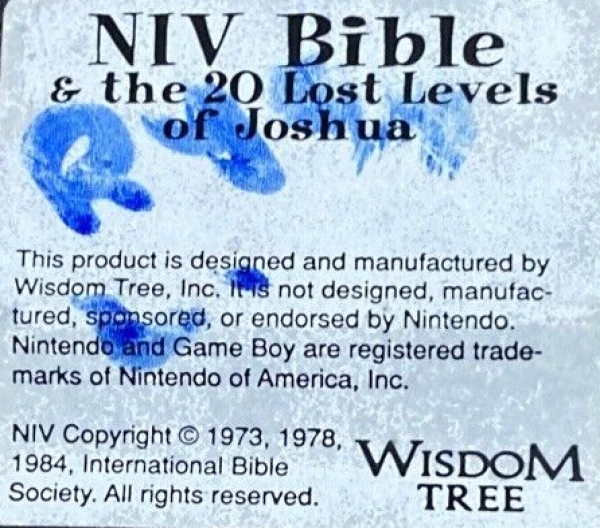 NIV Bible
& the 20 Lost Levels
of Joshua
This product is designed and manufactured by
Wisdom Tree, Inc. It is not designed, manufac-
tured, sponsored, or endorsed by Nintendo.
Nintendo and Game Boy are registered trade-
marks of Nintendo of America, Inc.
NIV Copyright © 1973, 1978,
1984, International Bible
Society. All rights reserved.
WISDOM
TREE